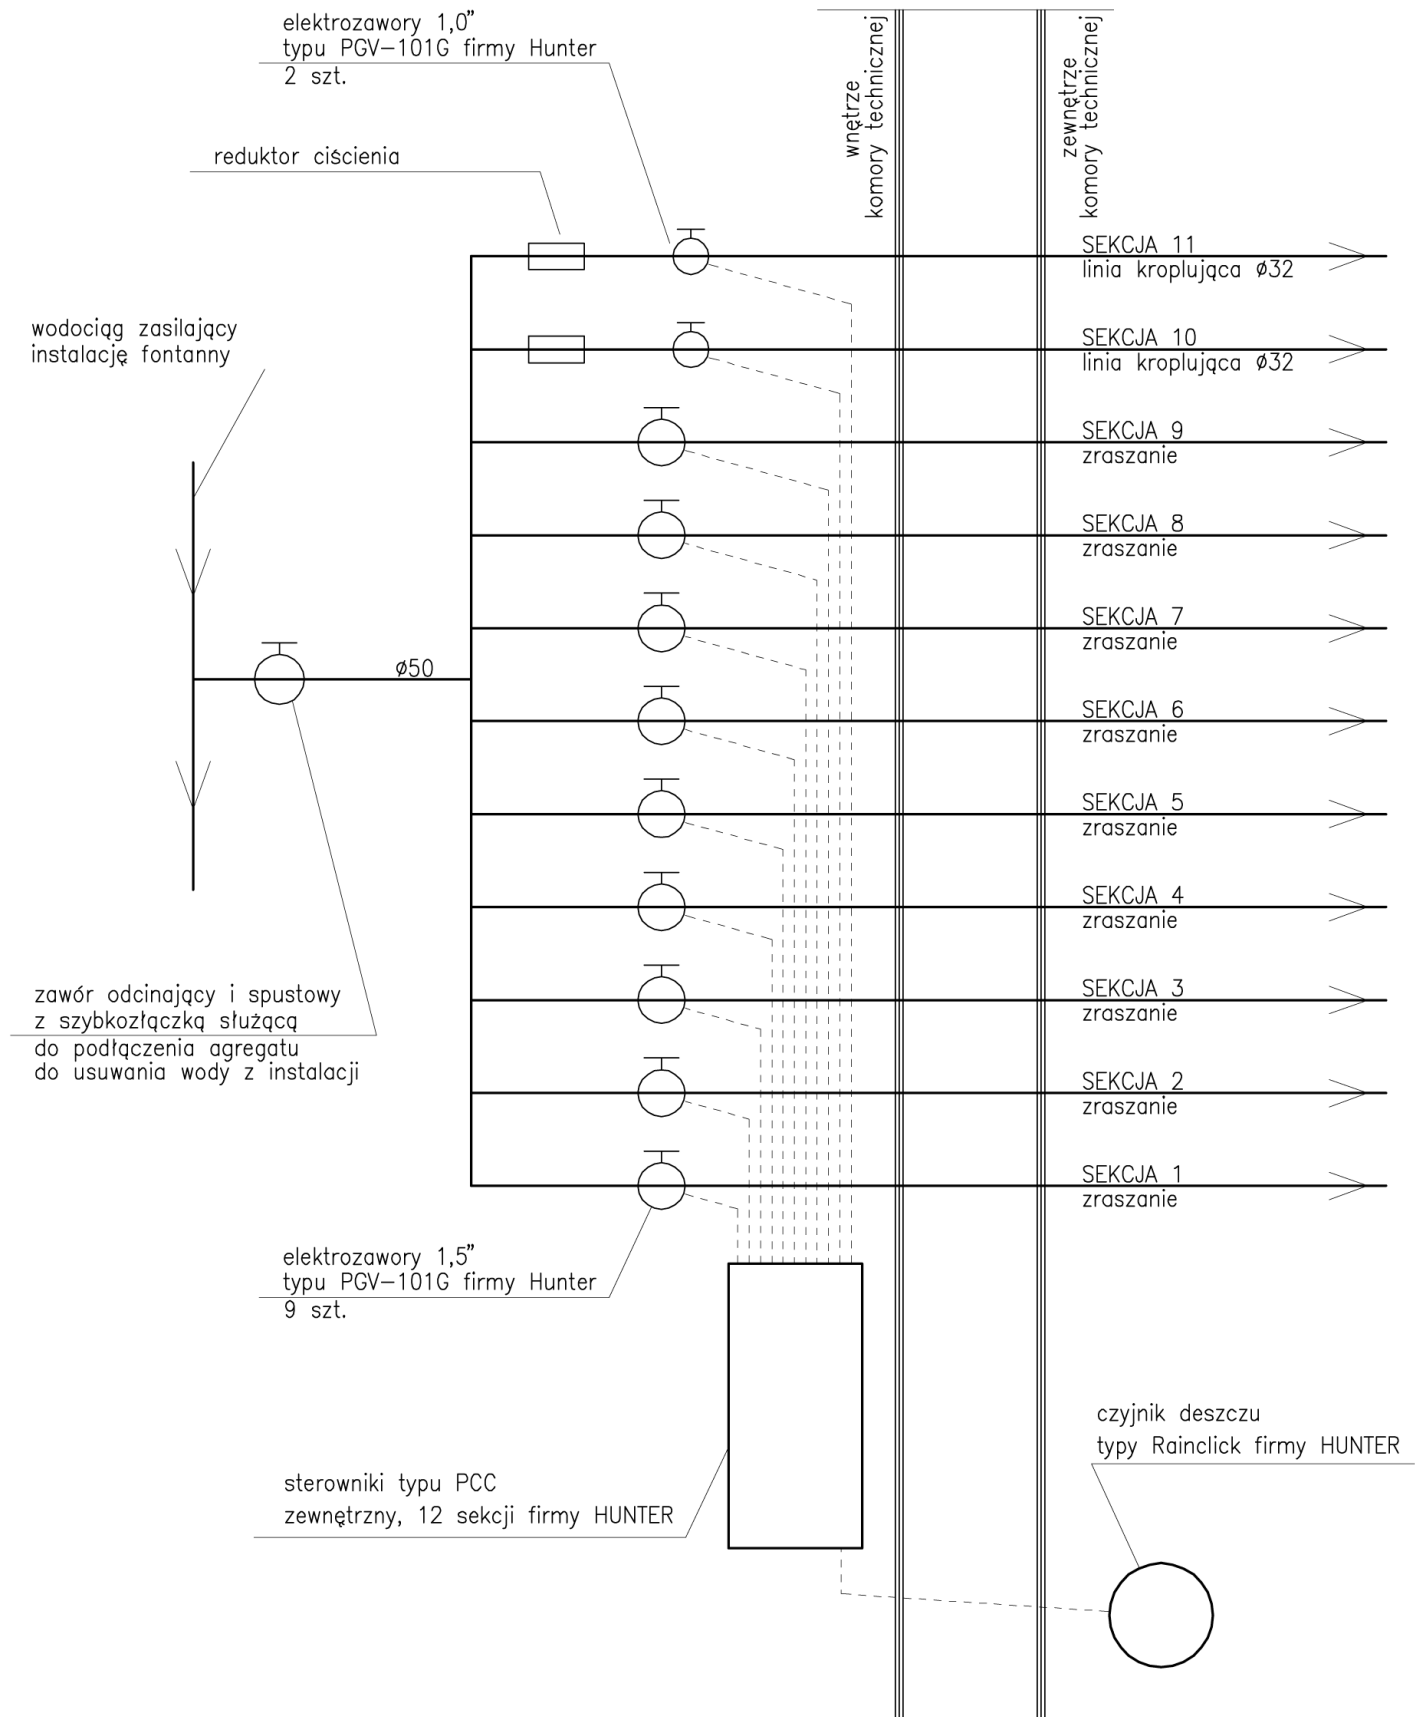 elektrozawory 1,0”
typu PGV-101G firmy Hunter
2 szt.
wnętrze
komory technicznej
zewnętrze
komory technicznej
reduktor ciścienia
SEKCJA 11
linia kroplująca ø32
wodociąg zasilający
instalację fontanny
SEKCJA 10
linia kroplująca ø32
SEKCJA 9
zraszanie
SEKCJA 8
zraszanie
SEKCJA 7
zraszanie
ø50
SEKCJA 6
zraszanie
SEKCJA 5
zraszanie
SEKCJA 4
zraszanie
zawór odcinający i spustowy
z szybkozłączką służącą
do podłączenia agregatu
do usuwania wody z instalacji
SEKCJA 3
zraszanie
SEKCJA 2
zraszanie
SEKCJA 1
zraszanie
elektrozawory 1,5”
typu PGV-101G firmy Hunter
9 szt.
czyjnik deszczu
typy Rainclick firmy HUNTER
sterowniki typu PCC
zewnętrzny, 12 sekcji firmy HUNTER